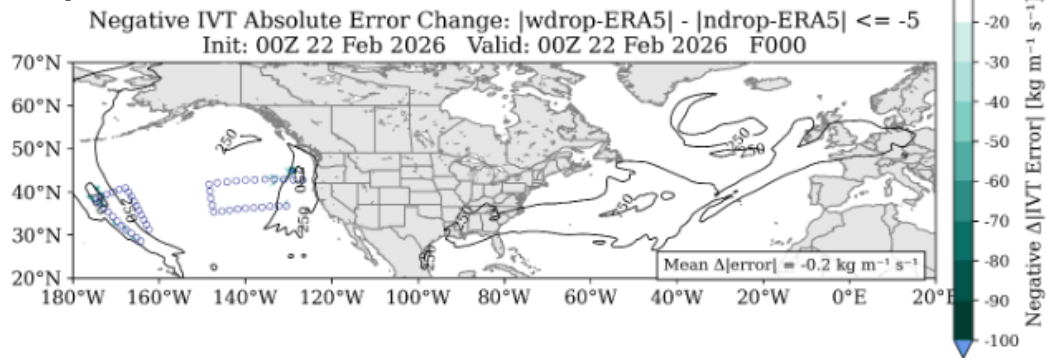 Negative IVT Absolute Error Change: |wdrop-ERA5| - |ndrop-ERA5| <= -5
Init: 00Z 22 Feb 2026 Valid: 00Z 22 Feb 2026 F000
70°N
60°N
50°N
40°N
30°N
20°N
180°W 160°W 140°W 120°W 100°W 80°W 60°W 40°W 20°W 0°E 20°E
250
250
250
250
250
250
250
250
Mean Δ|error| = -0.2 kg m⁻¹ s⁻¹
-20
-30
-40
-50
-60
-70
-80
-90
-100
Negative Δ|IVT Error| [kg m⁻¹ s⁻¹]